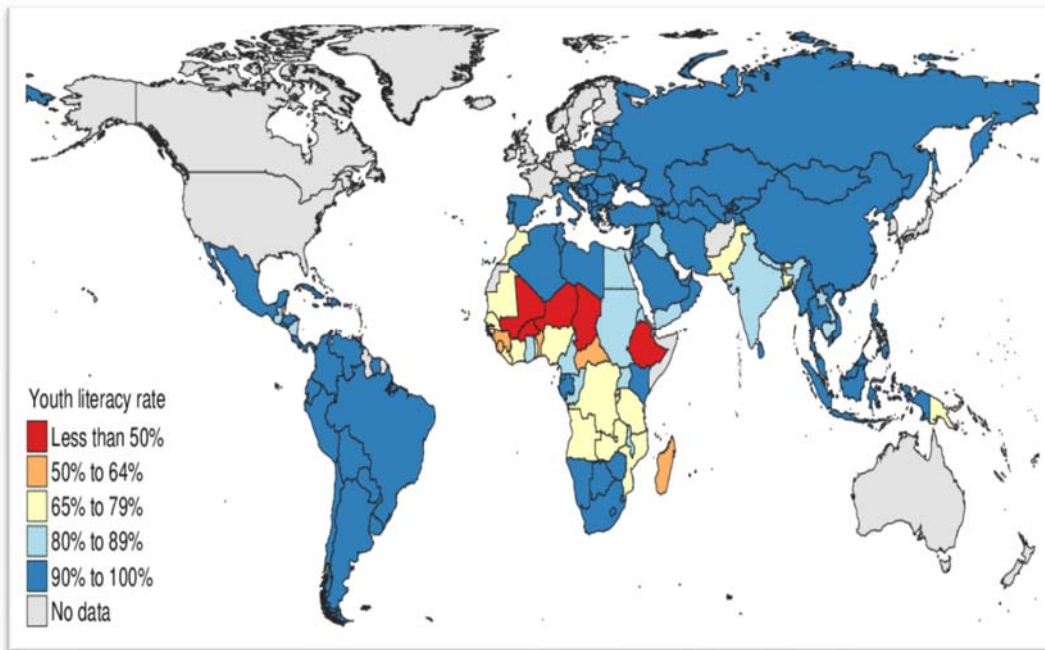 Youth literacy rate
Less than 50%
50% to 64%
65% to 79%
80% to 89%
90% to 100%
No data